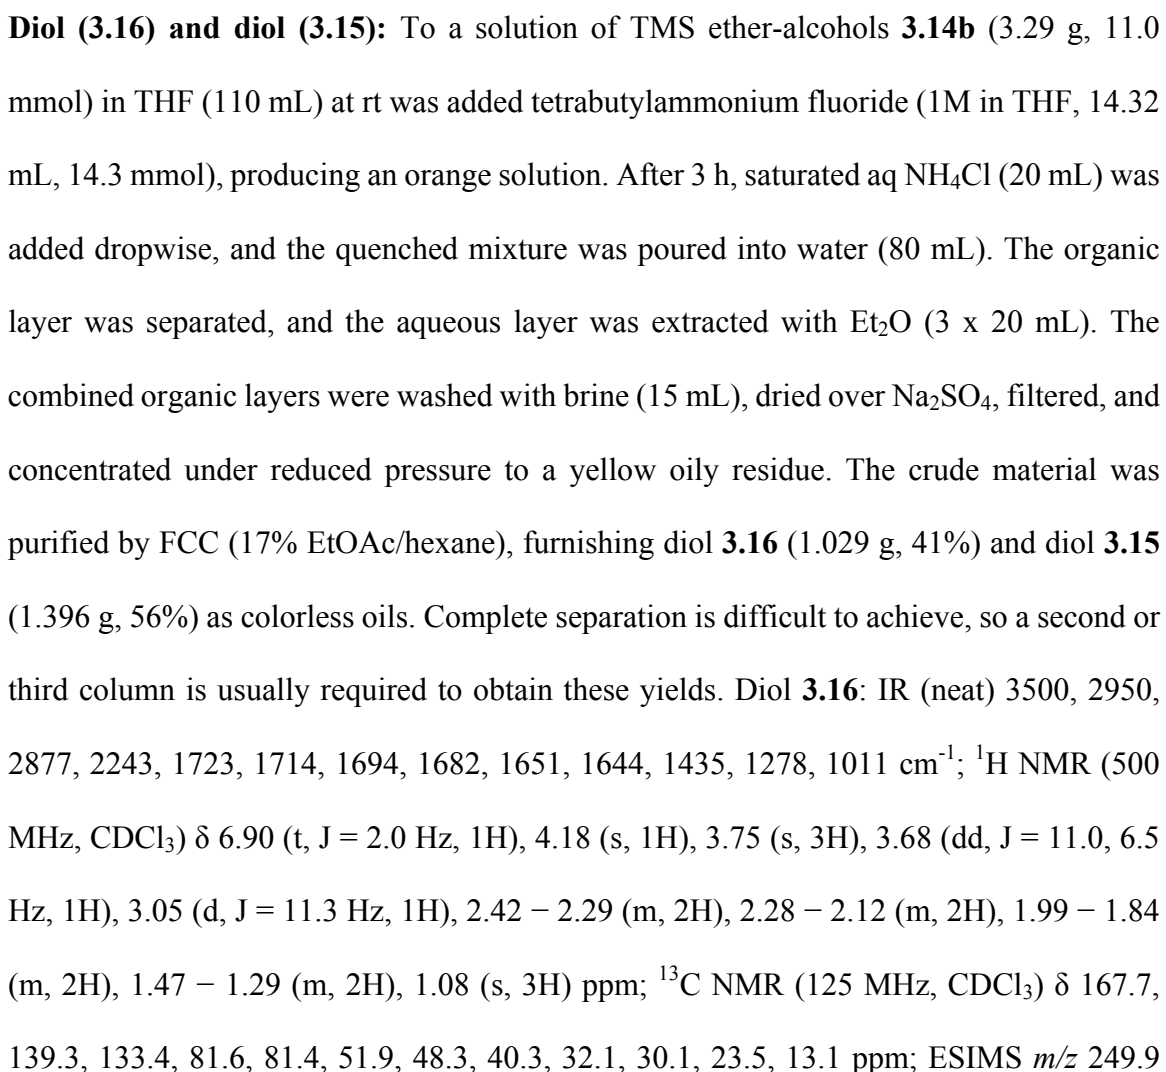 Diol (3.16) and diol (3.15): To a solution of TMS ether-alcohols 3.14b (3.29 g, 11.0
mmol) in THF (110 mL) at rt was added tetrabutylammonium fluoride (1M in THF, 14.32
mL, 14.3 mmol), producing an orange solution. After 3 h, saturated aq NH₄Cl (20 mL) was
added dropwise, and the quenched mixture was poured into water (80 mL). The organic
layer was separated, and the aqueous layer was extracted with Et₂O (3 x 20 mL). The
combined organic layers were washed with brine (15 mL), dried over Na₂SO₄, filtered, and
concentrated under reduced pressure to a yellow oily residue. The crude material was
purified by FCC (17% EtOAc/hexane), furnishing diol 3.16 (1.029 g, 41%) and diol 3.15
(1.396 g, 56%) as colorless oils. Complete separation is difficult to achieve, so a second or
third column is usually required to obtain these yields. Diol 3.16: IR (neat) 3500, 2950,
2877, 2243, 1723, 1714, 1694, 1682, 1651, 1644, 1435, 1278, 1011 cm⁻¹; ¹H NMR (500
MHz, CDCl₃) δ 6.90 (t, J = 2.0 Hz, 1H), 4.18 (s, 1H), 3.75 (s, 3H), 3.68 (dd, J = 11.0, 6.5
Hz, 1H), 3.05 (d, J = 11.3 Hz, 1H), 2.42 − 2.29 (m, 2H), 2.28 − 2.12 (m, 2H), 1.99 − 1.84
(m, 2H), 1.47 − 1.29 (m, 2H), 1.08 (s, 3H) ppm; ¹³C NMR (125 MHz, CDCl₃) δ 167.7,
139.3, 133.4, 81.6, 81.4, 51.9, 48.3, 40.3, 32.1, 30.1, 23.5, 13.1 ppm; ESIMS m/z 249.9